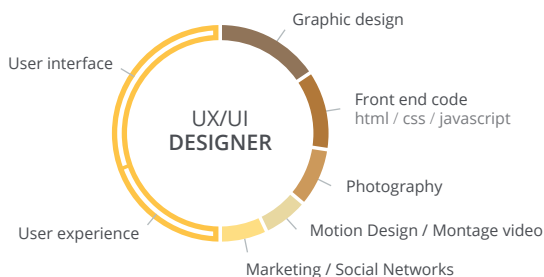 Graphic design
User interface
Front end code
html / css / javascript
UX/UI
DESIGNER
Photography
User experience
Motion Design / Montage video
Marketing / Social Networks